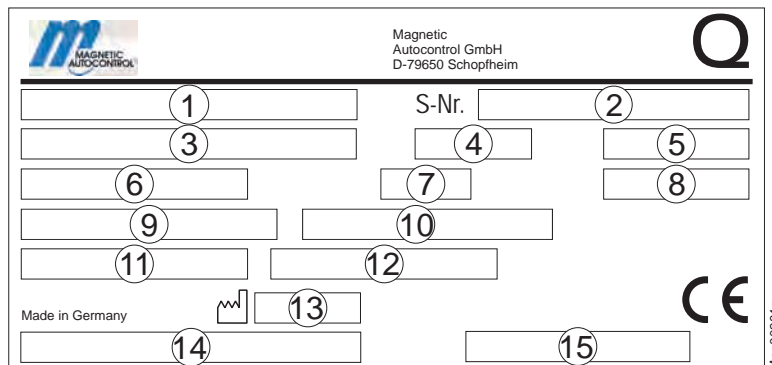 MAGNETIC
AUTOCONTROL
Magnetic
Autocontrol GmbH
D-79650 Schopfheim
Q
1
S-Nr.
2
3
4
5
6
7
8
9
10
11
12
Made in Germany
13
CE
14
15